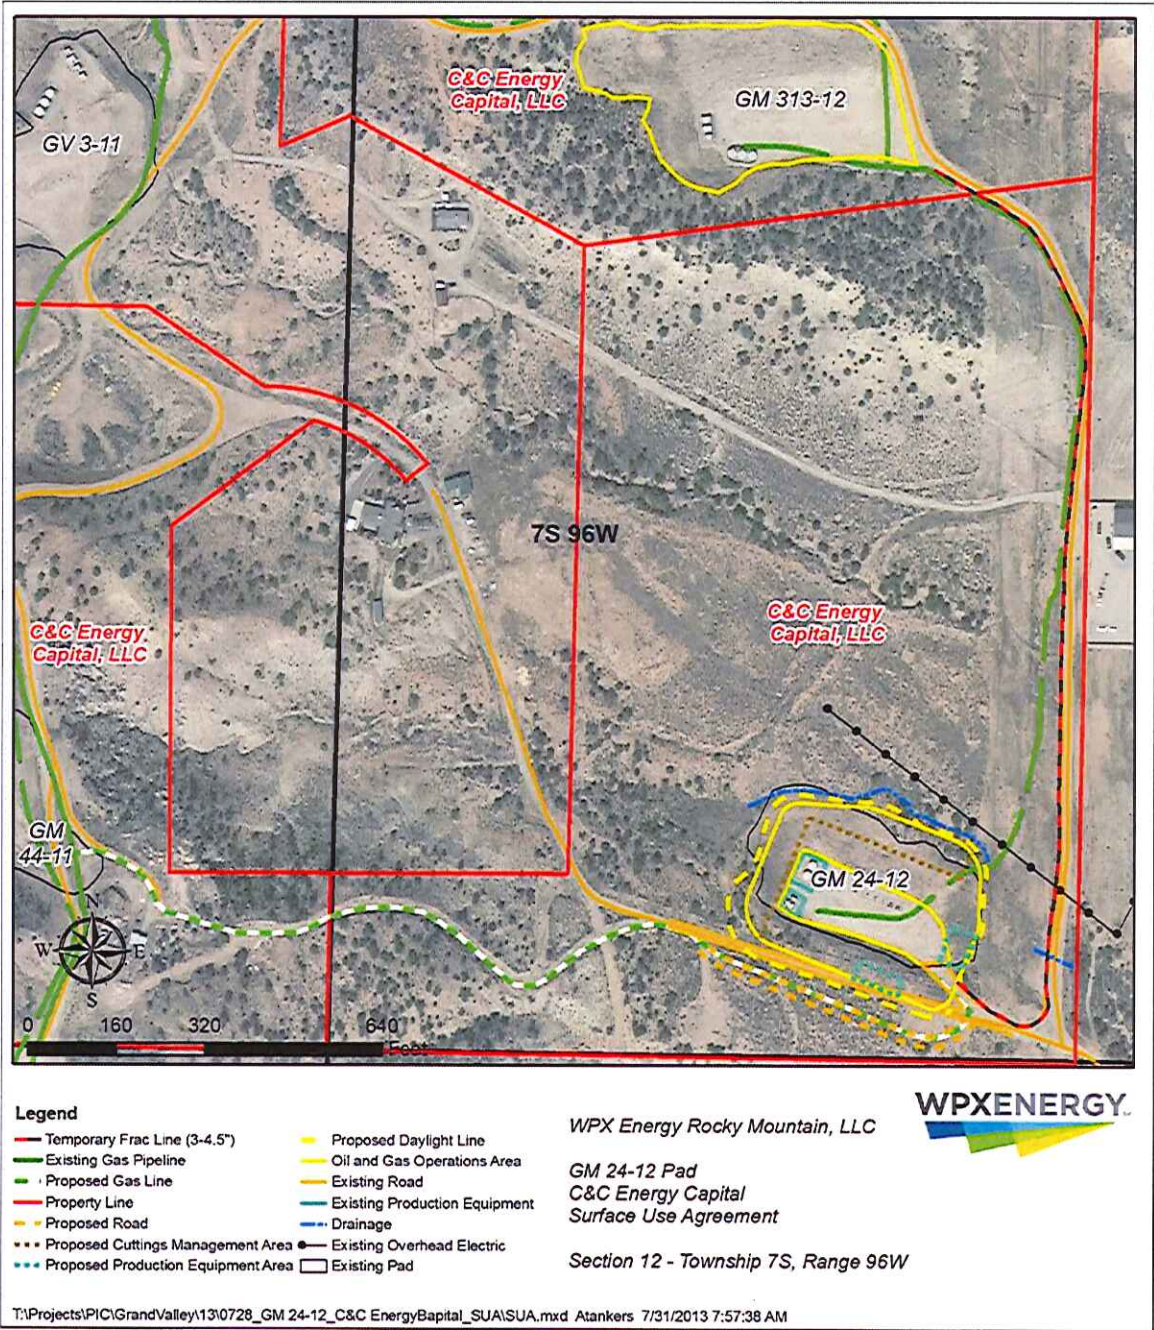 C&C Energy
Capital, LLC
GM 313-12
GV 3-11
7S 96W
C&C Energy
Capital, LLC
C&C Energy
Capital, LLC
GM
44-11
GM 24-12
N
W E
S
0 160 320 640
Feet
Legend
Temporary Frac Line (3-4.5")
Existing Gas Pipeline
Proposed Gas Line
Property Line
Proposed Road
Proposed Cuttings Management Area
Proposed Production Equipment Area
Proposed Daylight Line
Oil and Gas Operations Area
Existing Road
Existing Production Equipment
Drainage
Existing Overhead Electric
Existing Pad
WPX Energy Rocky Mountain, LLC
GM 24-12 Pad
C&C Energy Capital
Surface Use Agreement
Section 12 - Township 7S, Range 96W
WPXENERGY
T:\Projects\PIC\GrandValley\13\0728_GM 24-12_C&C EnergyBapital_SUA\SUA.mxd Atankers 7/31/2013 7:57:38 AM